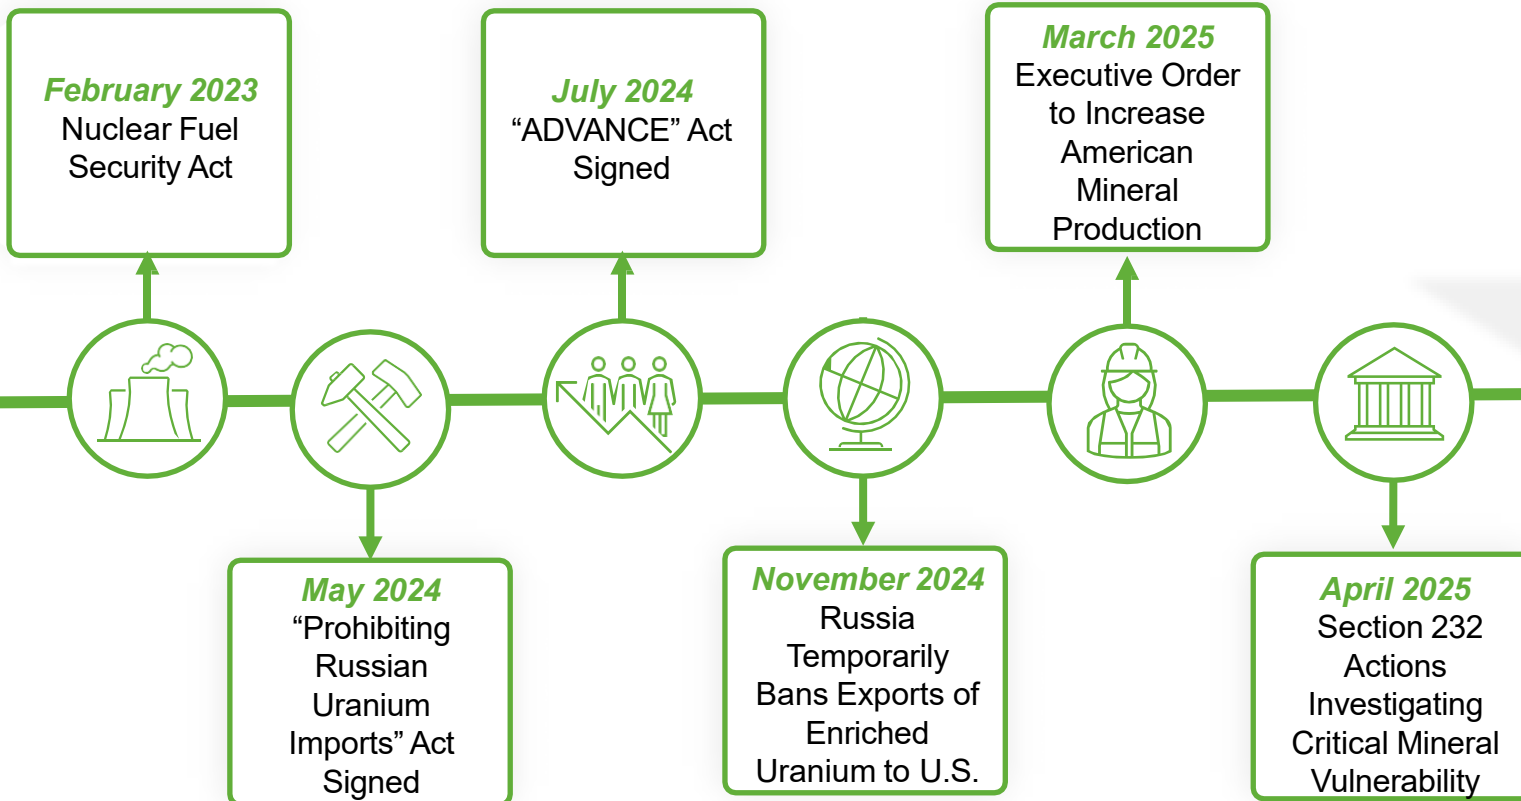 February 2023
Nuclear Fuel
Security Act
May 2024
“Prohibiting
Russian
Uranium
Imports” Act
Signed
July 2024
“ADVANCE” Act
Signed
November 2024
Russia
Temporarily
Bans Exports of
Enriched
Uranium to U.S.
March 2025
Executive Order
to Increase
American
Mineral
Production
April 2025
Section 232
Actions
Investigating
Critical Mineral
Vulnerability